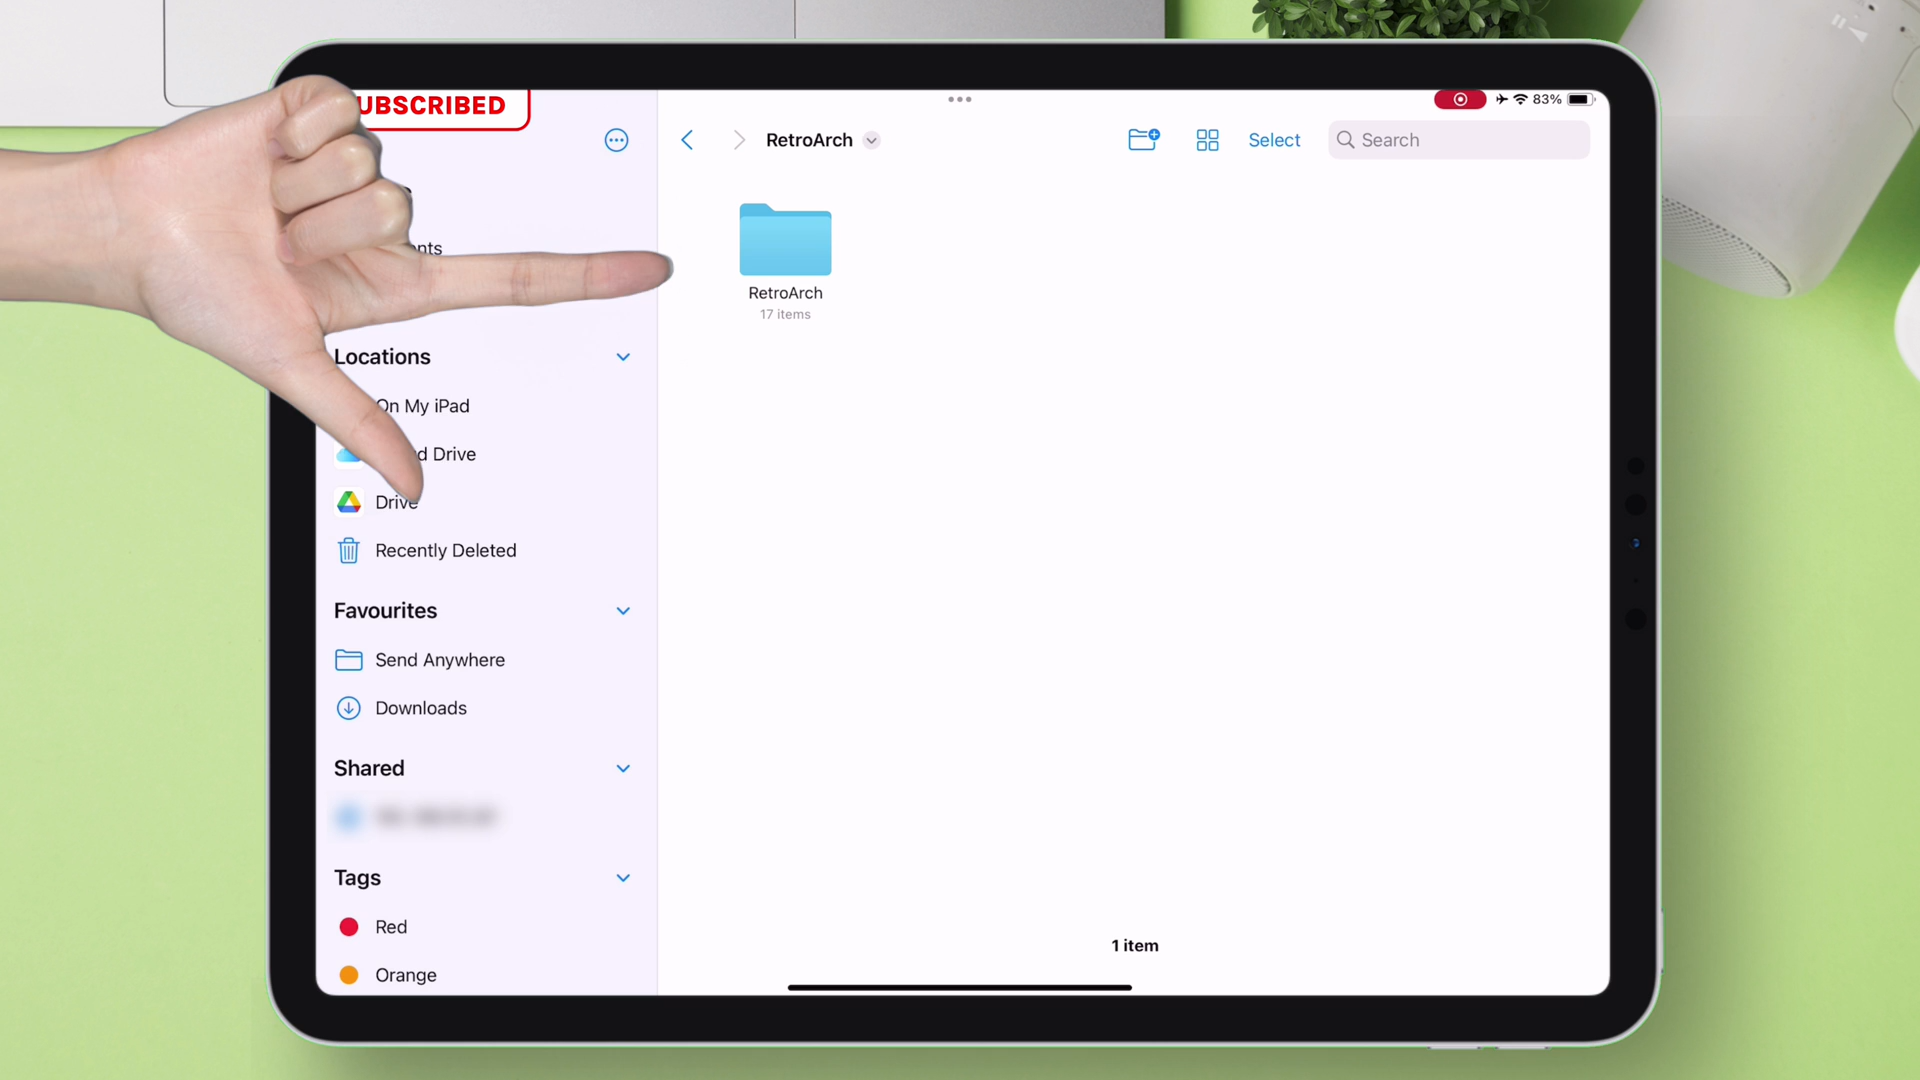 UBSCRIBED
83%
RetroArch
Select
Search
nts
RetroArch
17 items
Locations
On My iPad
d Drive
Drive
Recently Deleted
Favourites
Send Anywhere
Downloads
Shared
Tags
Red
Orange
1 item